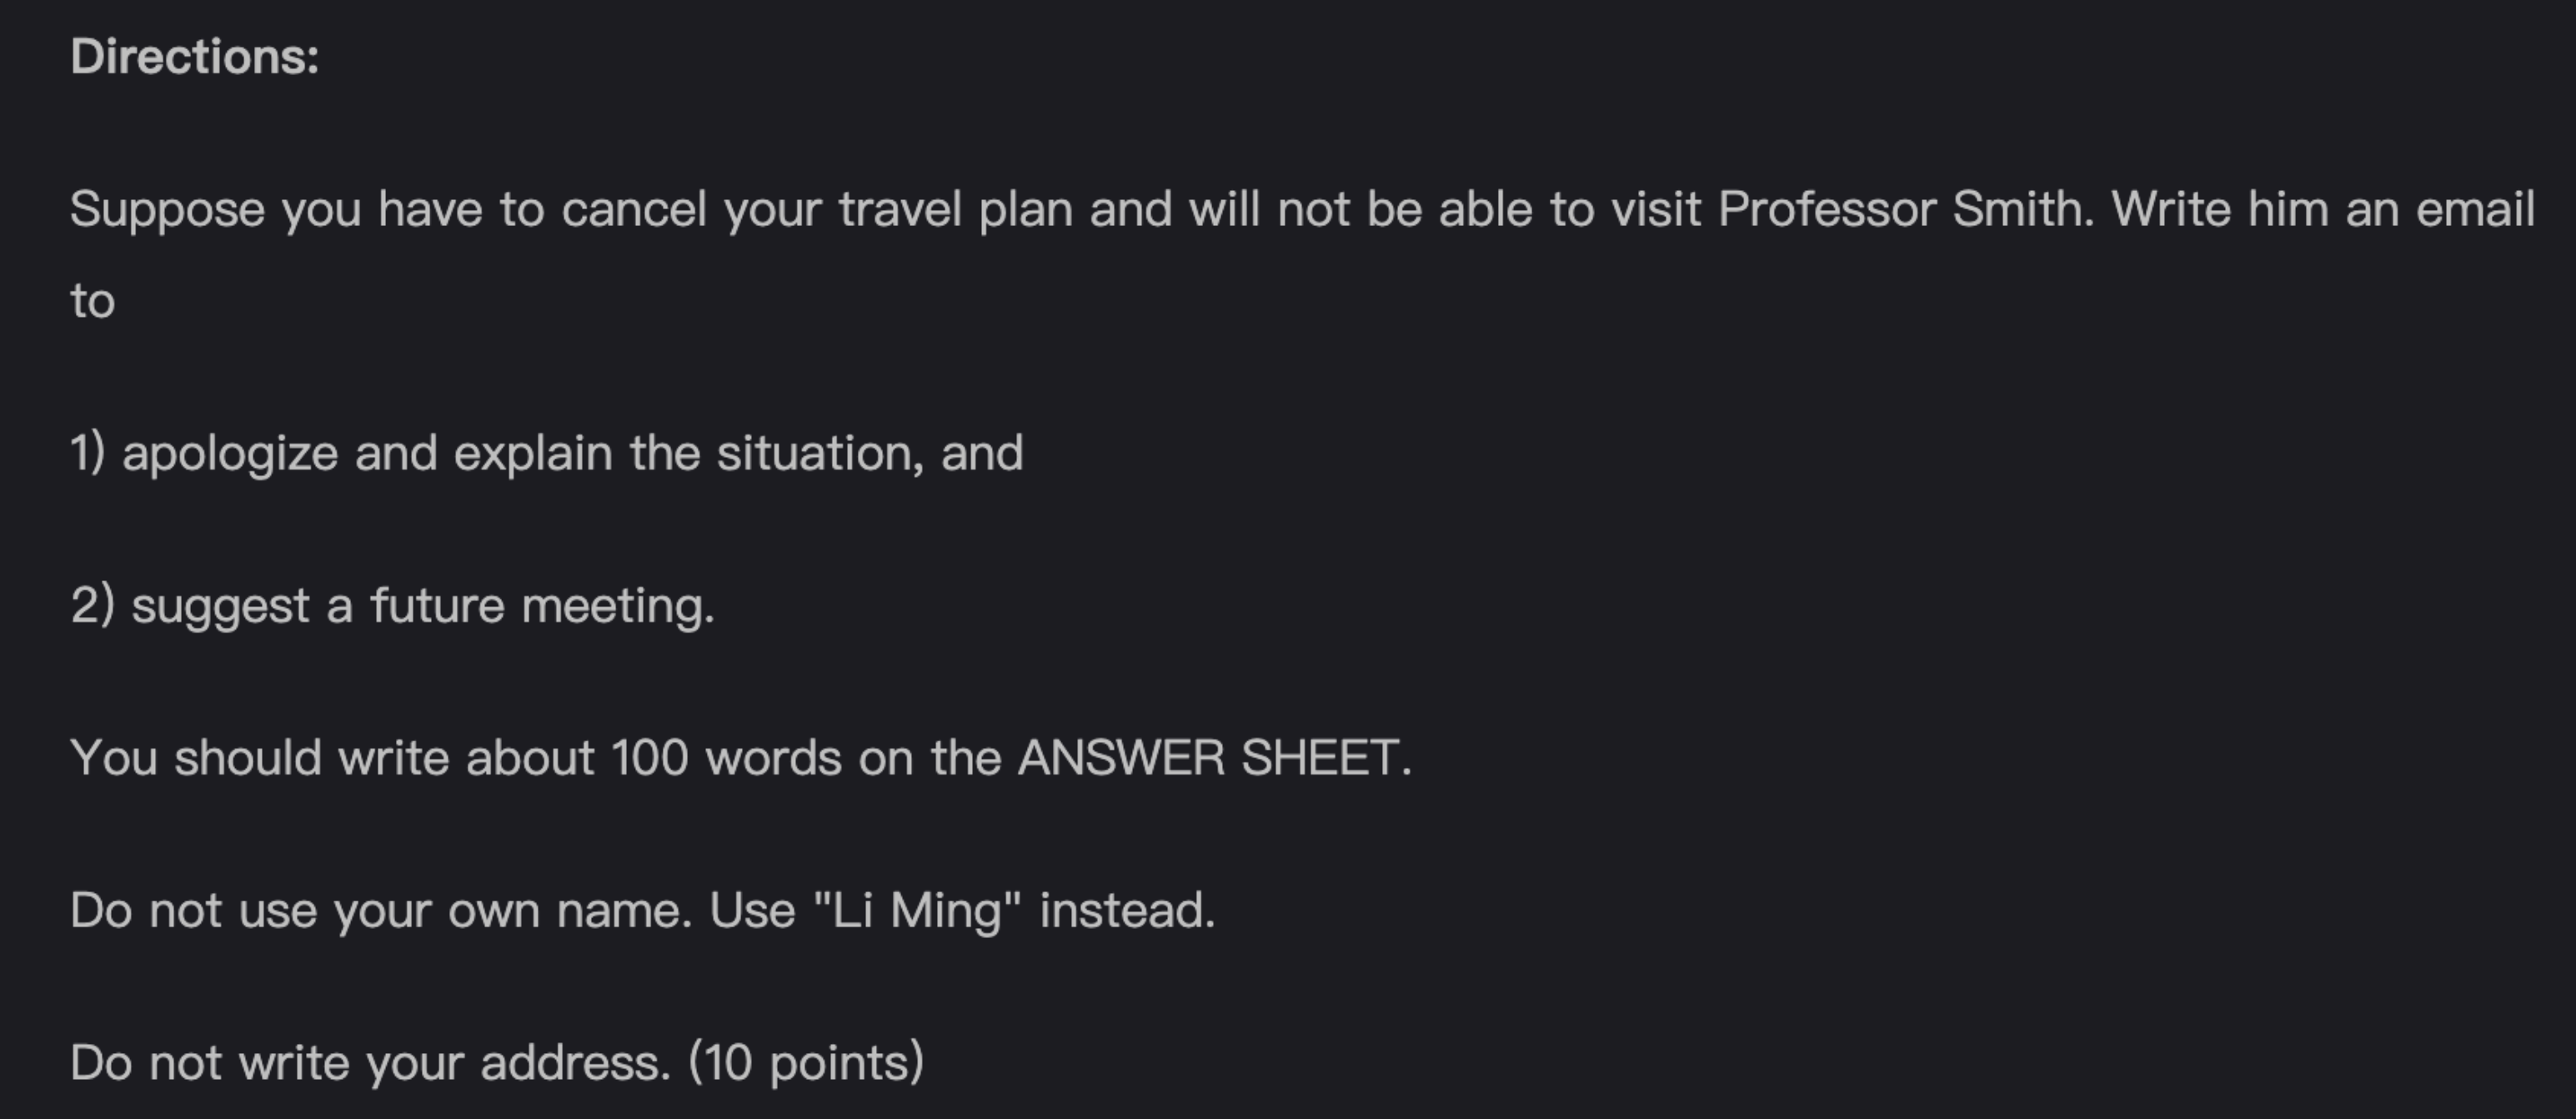 Directions:
Suppose you have to cancel your travel plan and will not be able to visit Professor Smith. Write him an email
to
1) apologize and explain the situation, and
2) suggest a future meeting.
You should write about 100 words on the ANSWER SHEET.
Do not use your own name. Use "Li Ming" instead.
Do not write your address. (10 points)